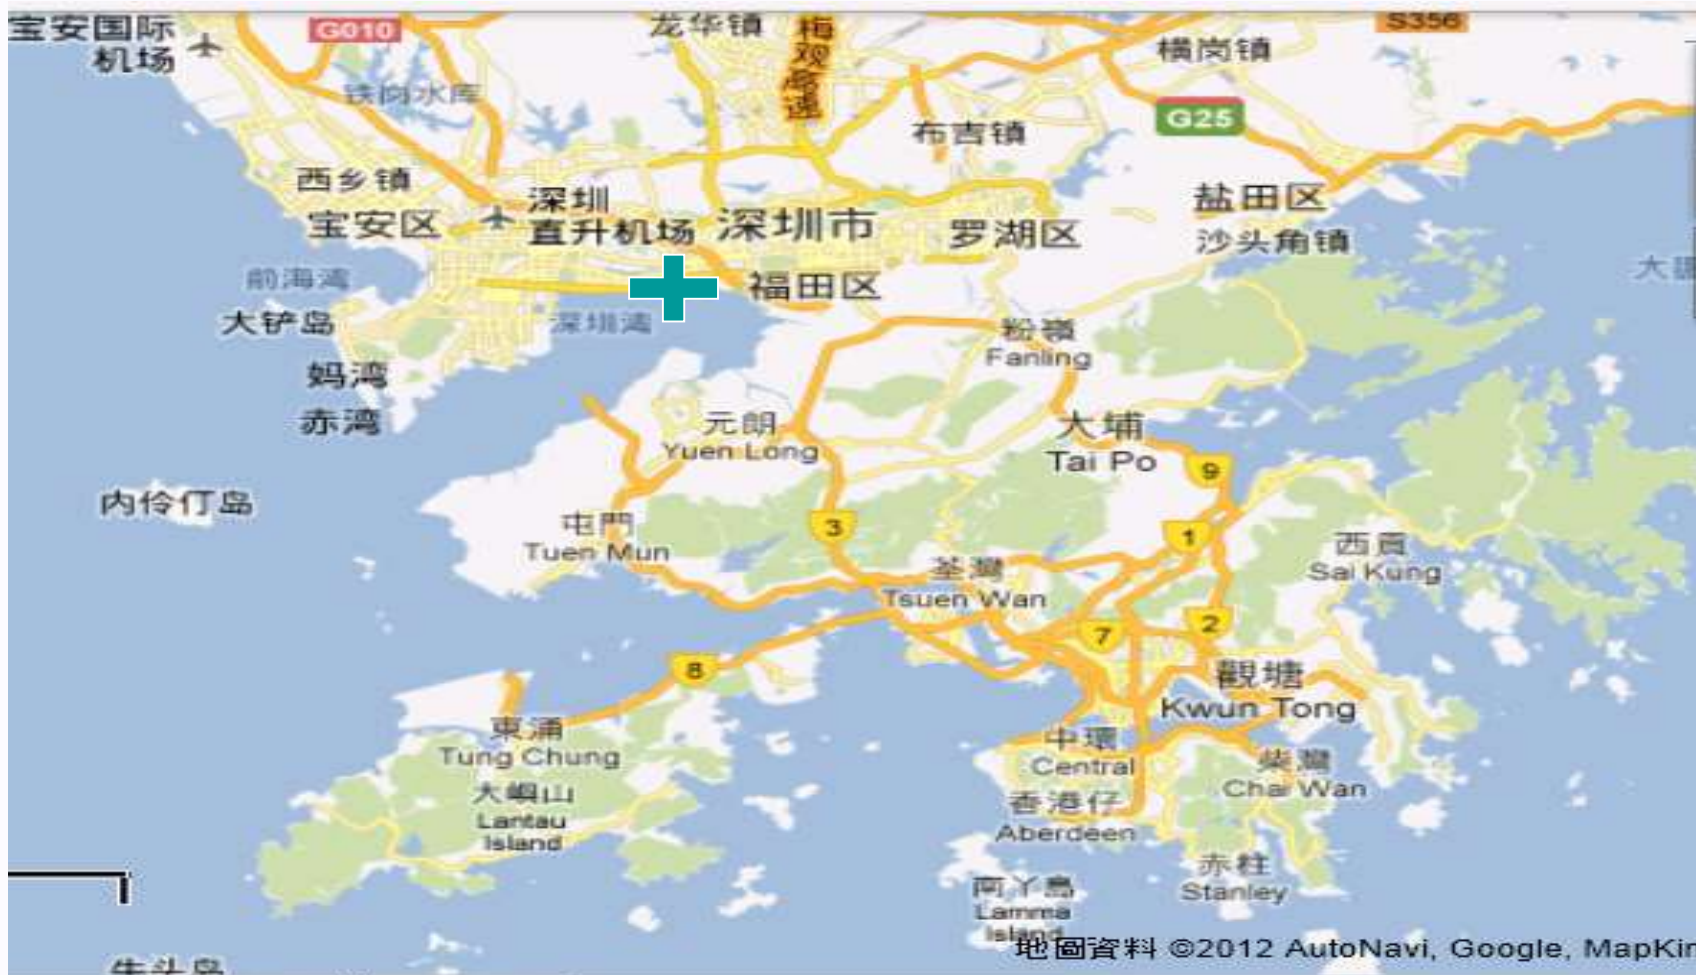 宝安国际
机场
G010
龙华镇
梅观高速
S356
横岗镇
铁岗水库
G25
布吉镇
西乡镇
深圳
直升机场
宝安区
深圳市
罗湖区
盐田区
沙头角镇
前海湾
福田区
大铲岛
深圳湾
粉嶺
Fanling
妈湾
赤湾
元朗
Yuen Long
大埔
Tai Po
9
内伶仃岛
屯門
Tuen Mun
3
1
西貢
Sai Kung
荃灣
Tsuen Wan
7
2
8
觀塘
Kwun Tong
東涌
Tung Chung
中環
Central
柴灣
Chai Wan
大嶼山
Lantau
Island
香港仔
Aberdeen
赤柱
Stanley
南丫島
Lamma
Island
地圖資料 ©2012 AutoNavi, Google, MapKin
牛头岛